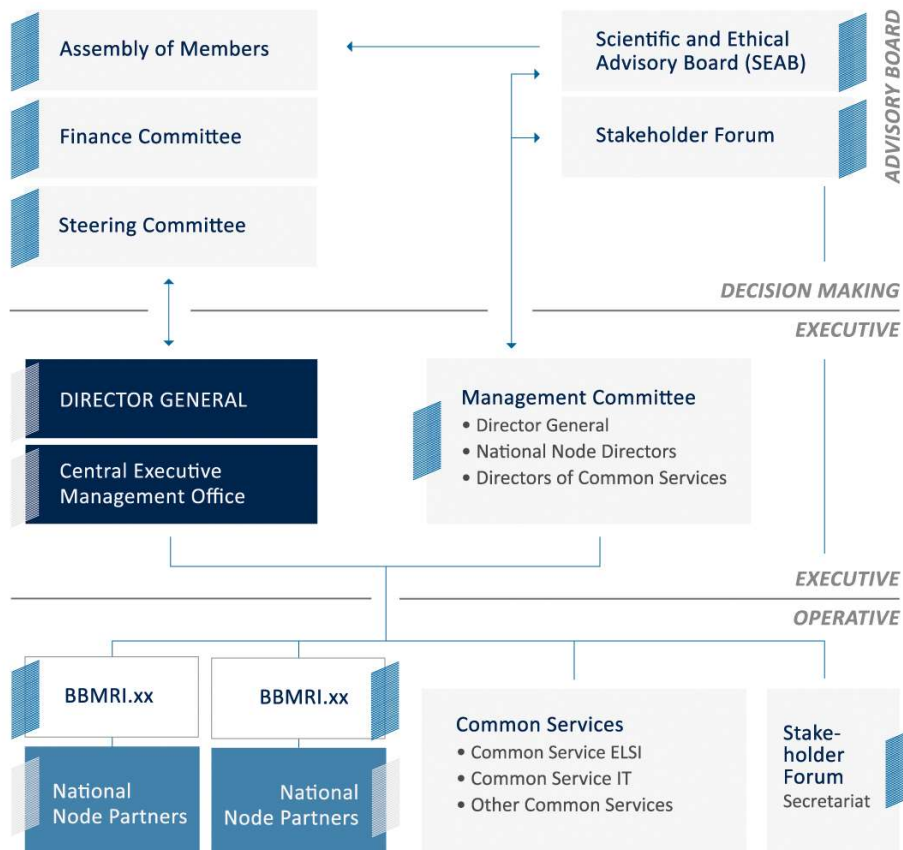 Assembly of Members
Finance Committee
Steering Committee
Scientific and Ethical
Advisory Board (SEAB)
Stakeholder Forum
ADVISORY BOARD
DECISION MAKING
EXECUTIVE
DIRECTOR GENERAL
Central Executive
Management Office
Management Committee
• Director General
• National Node Directors
• Directors of Common Services
EXECUTIVE
OPERATIVE
BBMRI.xx
National
Node Partners
BBMRI.xx
National
Node Partners
Common Services
• Common Service ELSI
• Common Service IT
• Other Common Services
Stake-
holder
Forum
Secretariat